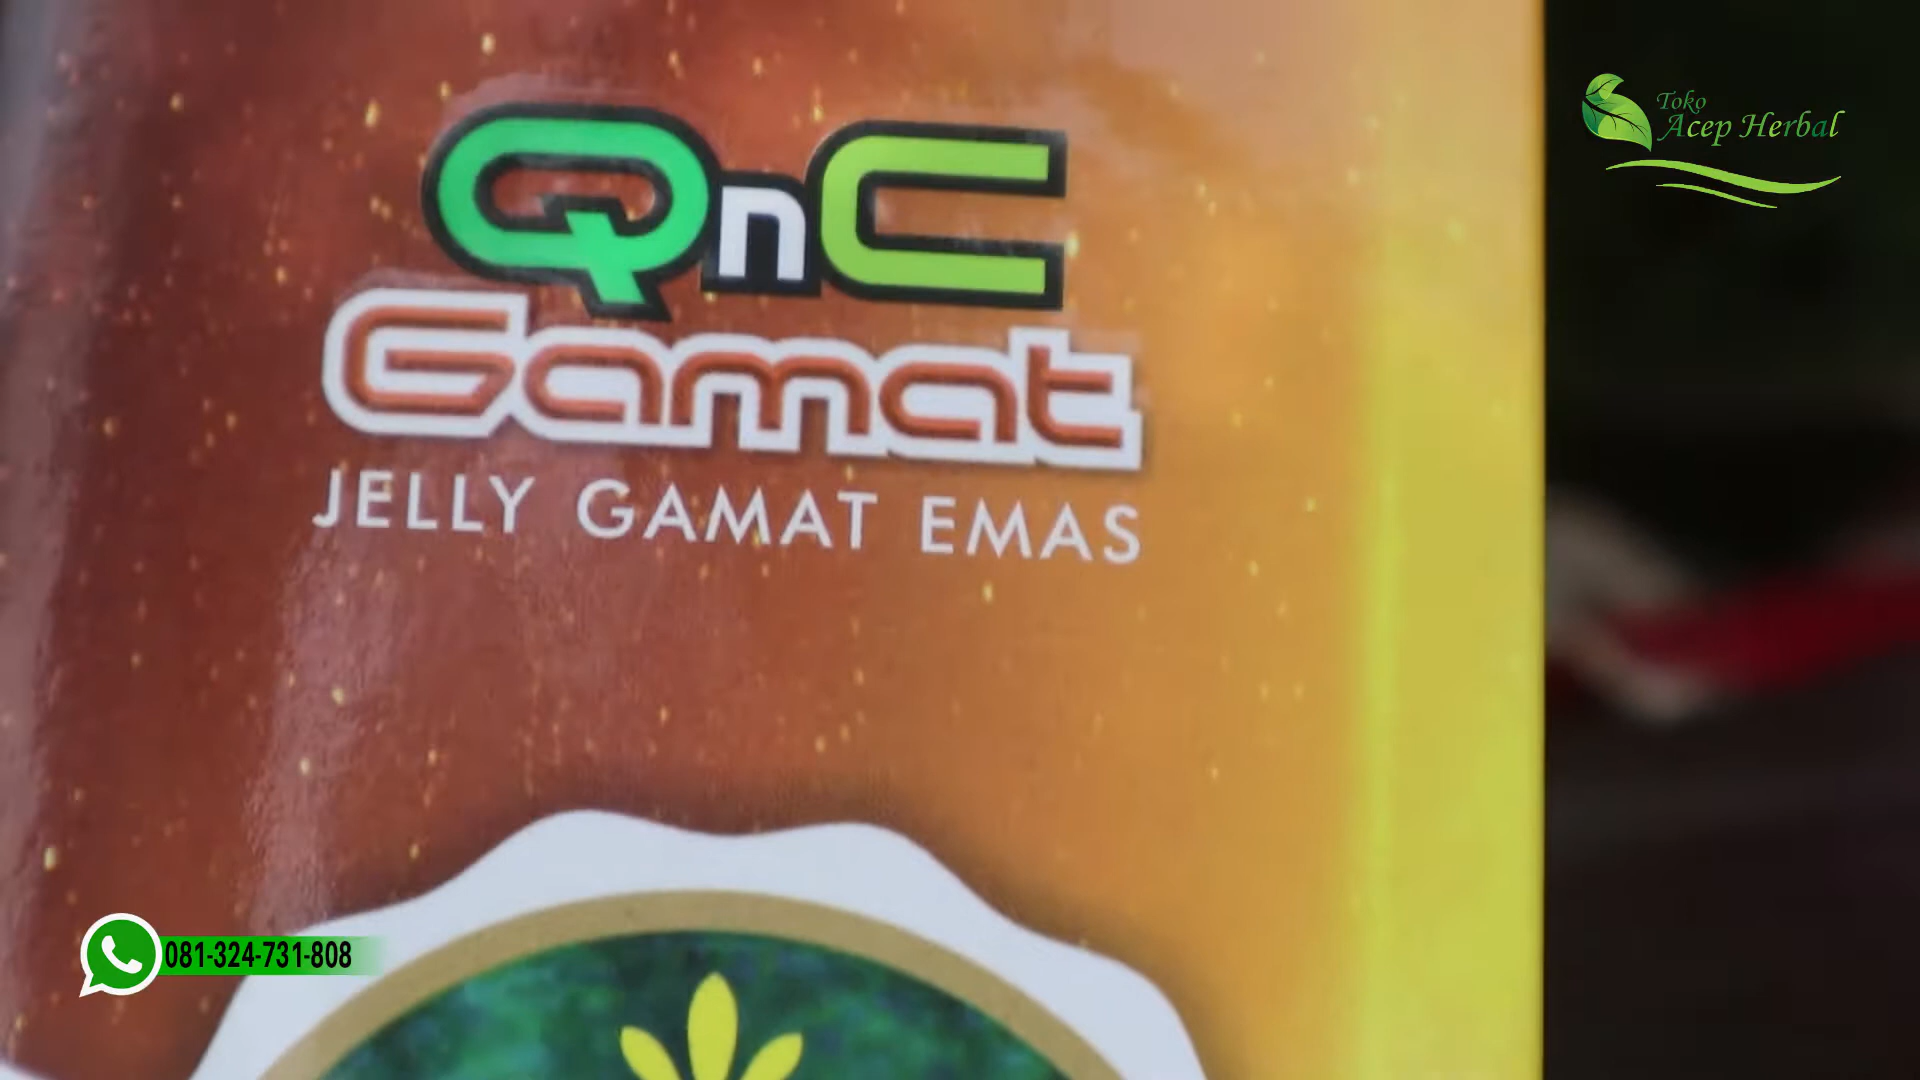 QnC
Gamat
JELLY GAMAT EMAS
Toko
Acep Herbal
081-324-731-808